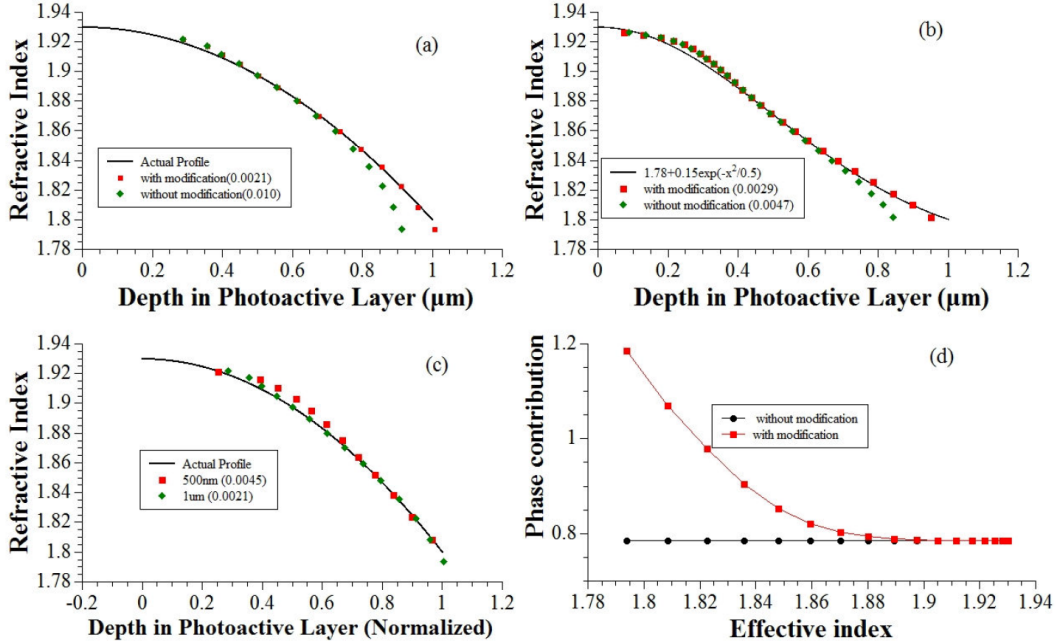 1.94
1.92
1.9
1.88
1.86
1.84
1.82
1.8
1.78
Refractive Index
(a)
Actual Profile
with modification(0.0021)
without modification(0.010)
0 0.2 0.4 0.6 0.8 1 1.2
Depth in Photoactive Layer (µm)
1.94
1.92
1.9
1.88
1.86
1.84
1.82
1.8
1.78
Refractive Index
(b)
1.78+0.15exp(-x²/0.5)
with modification (0.0029)
without modification (0.0047)
0 0.2 0.4 0.6 0.8 1 1.2
Depth in Photoactive Layer (µm)
1.94
1.92
1.9
1.88
1.86
1.84
1.82
1.8
1.78
Refractive Index
(c)
Actual Profile
500nm (0.0045)
1um (0.0021)
-0.2 0 0.2 0.4 0.6 0.8 1 1.2
Depth in Photoactive Layer (Normalized)
1.2
1
0.8
Phase contribution
(d)
without modification
with modification
1.78 1.8 1.82 1.84 1.86 1.88 1.9 1.92 1.94
Effective index